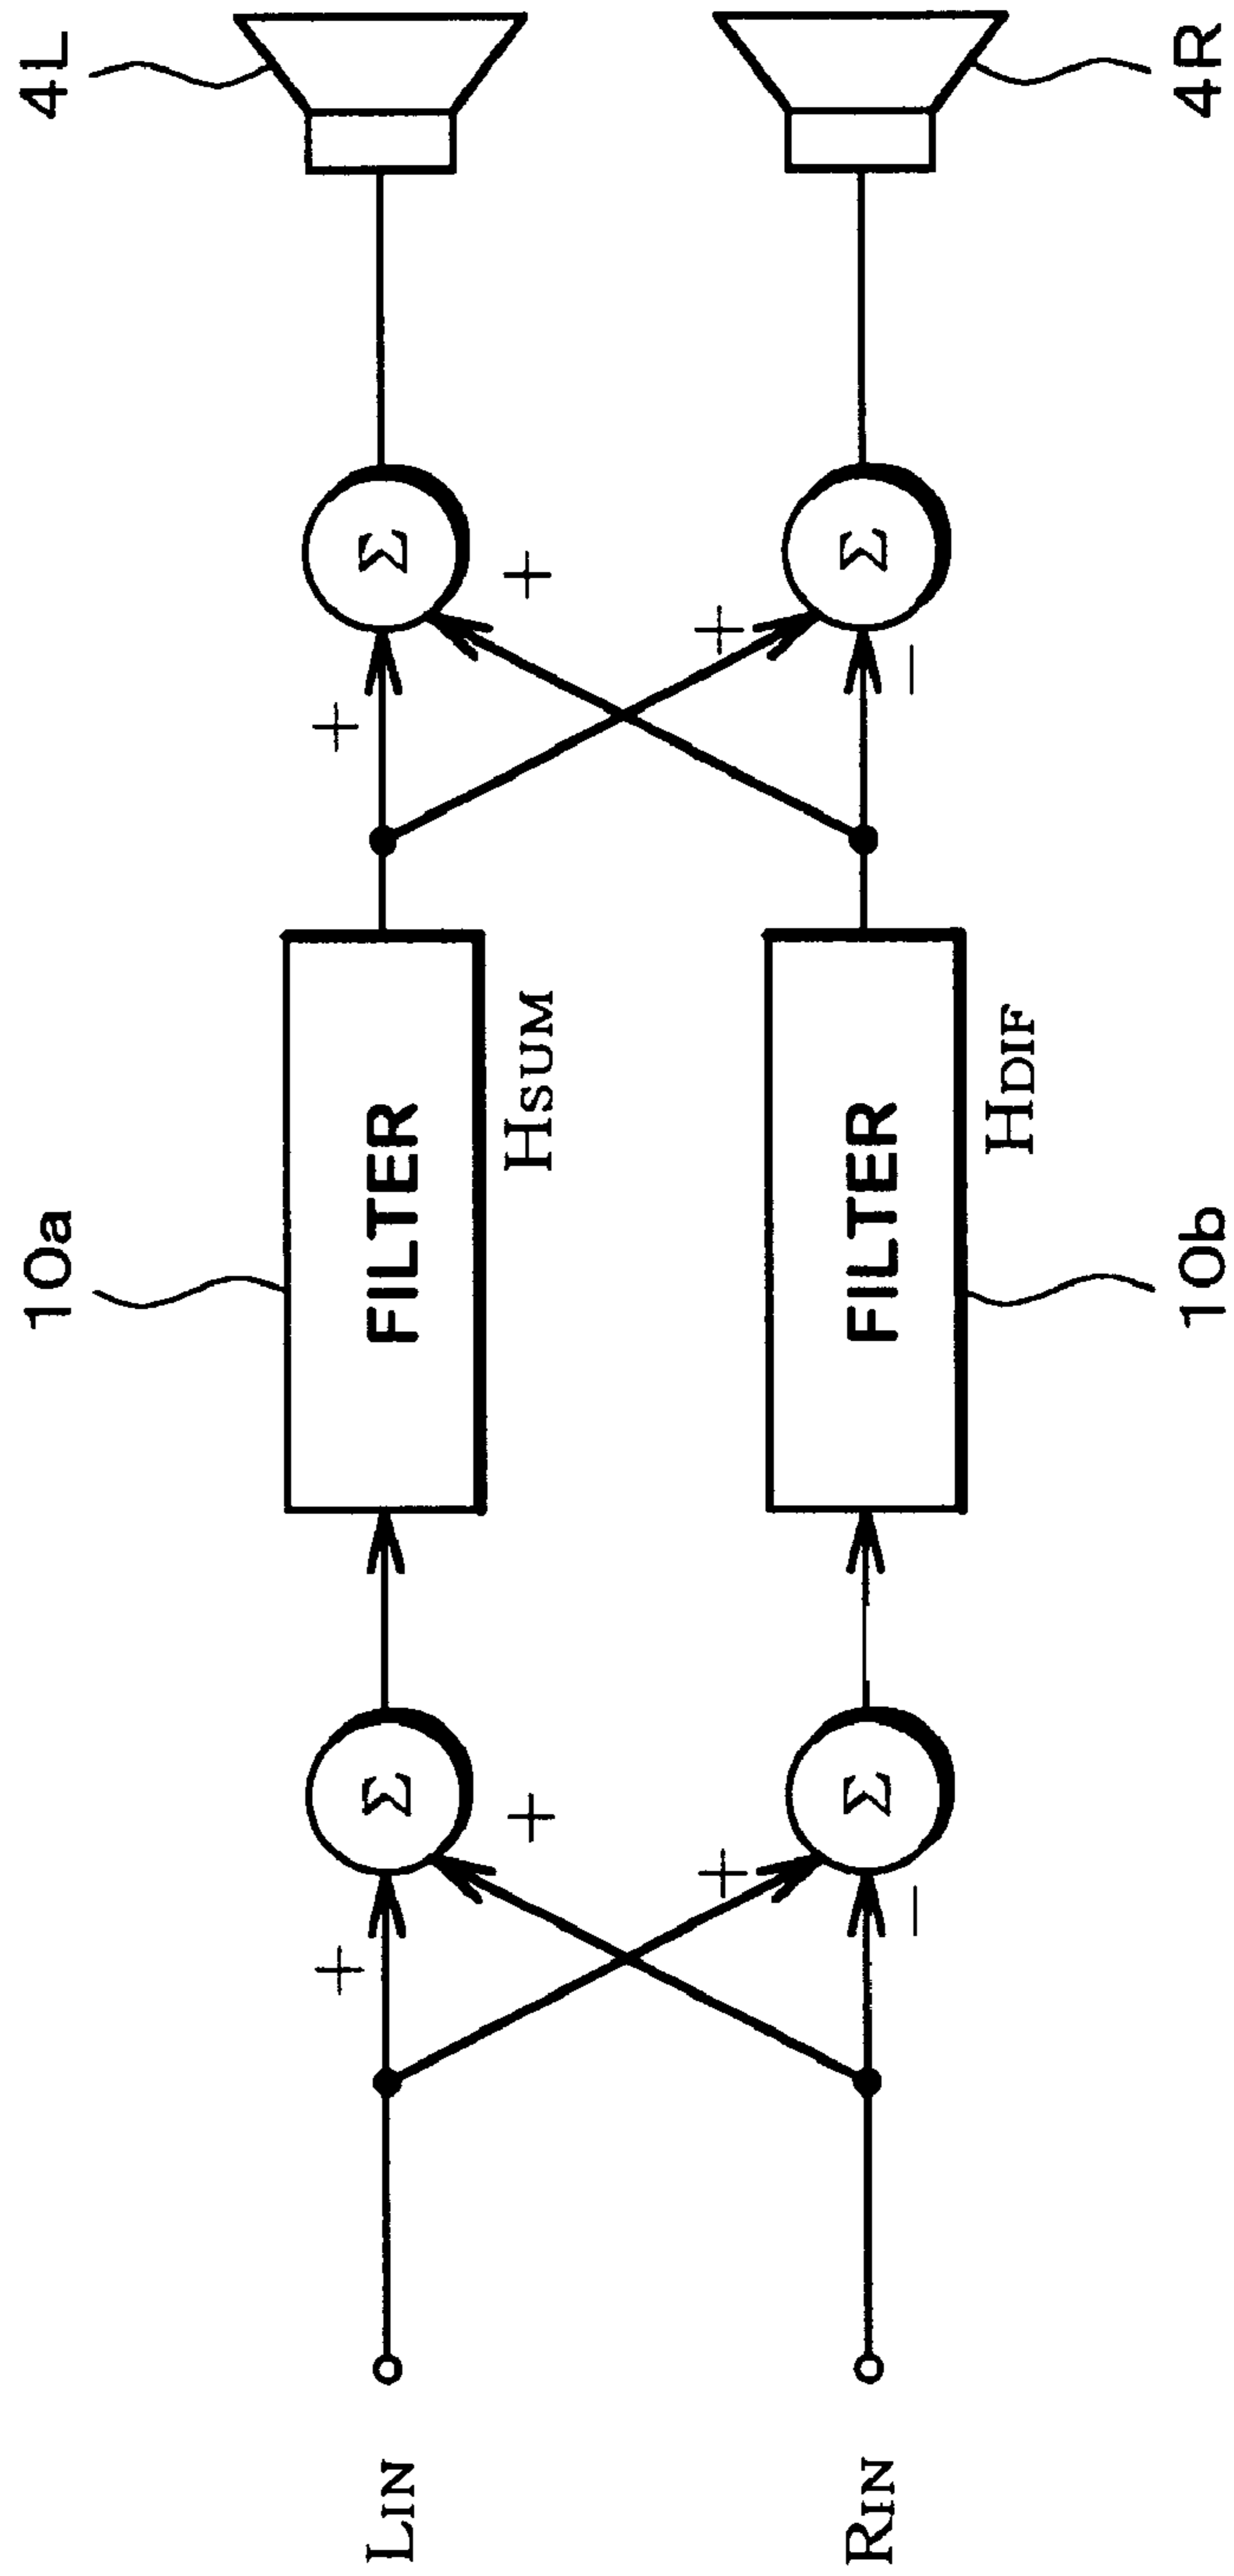 10a
4L
+
+
LIN
Σ
FILTER
Σ
HSUM
+
+
+
+
RIN
Σ
FILTER
Σ
−
−
HDIF
10b
4R